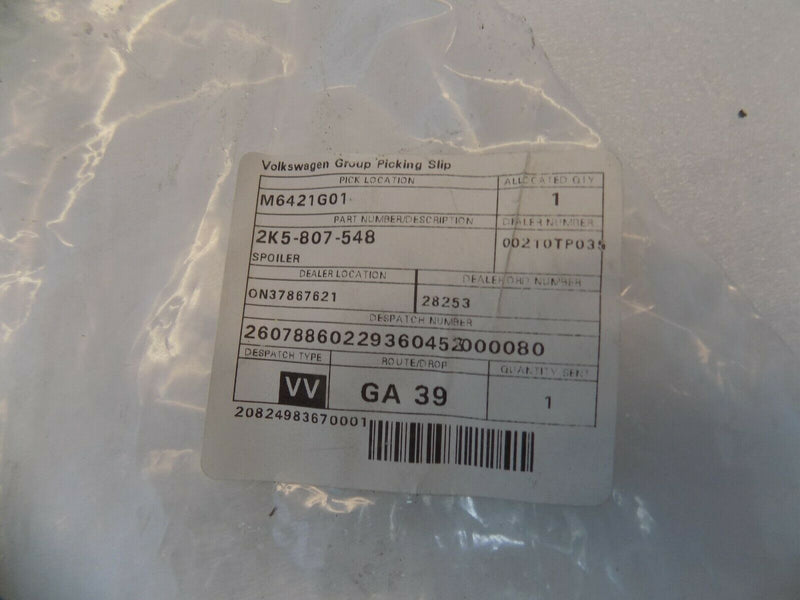 Volkswagen Group Picking Slip
PICK LOCATION ALLOCATED QTY
M6421G01 1
PART NUMBER/DESCRIPTION DEALER NUMBER
2K5-807-548 00210TP035
SPOILER
DEALER LOCATION DEALER ORD NUMBER
ON37867621 28253
DESPATCH NUMBER
DESPATCH TYPE ROUTE/DROP QUANTITY SENT
VV GA 39 1
20824983670001